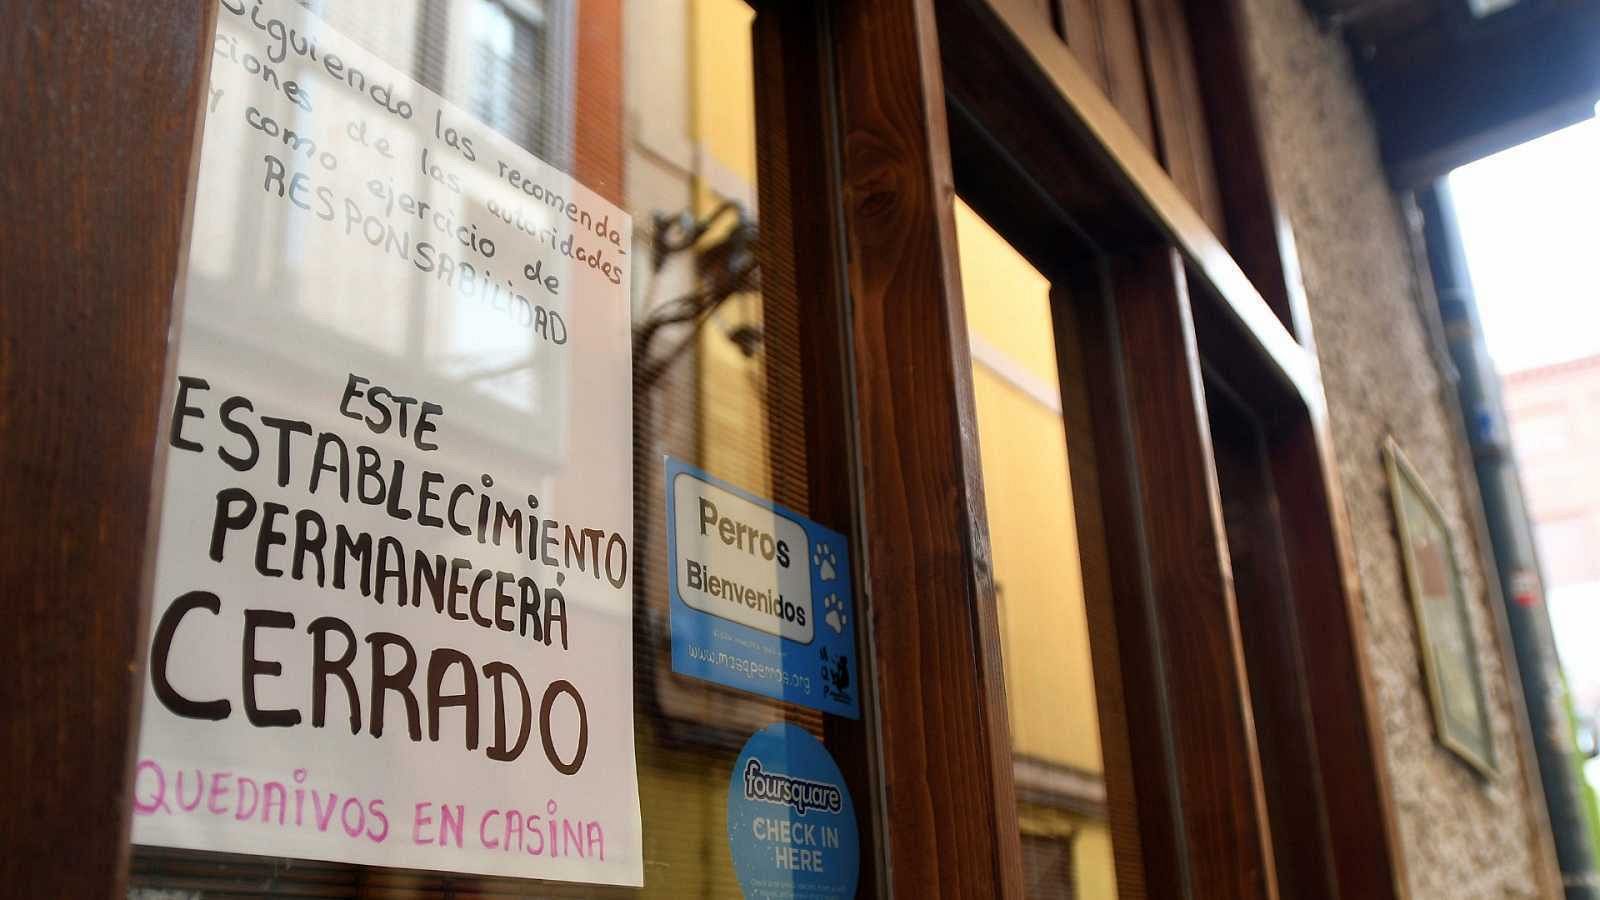 Siguiendo las recomenda-
ciones de las autoridades
y como ejercicio de
RESPONSABiLiDAD
ESTE
ESTABLECiMiENTO
PERMANECERÁ
CERRADO
QUEDAiVOS EN CASiNA
Perros
Bienvenidos
www.masqperros.org
foursquare
CHECK IN
HERE